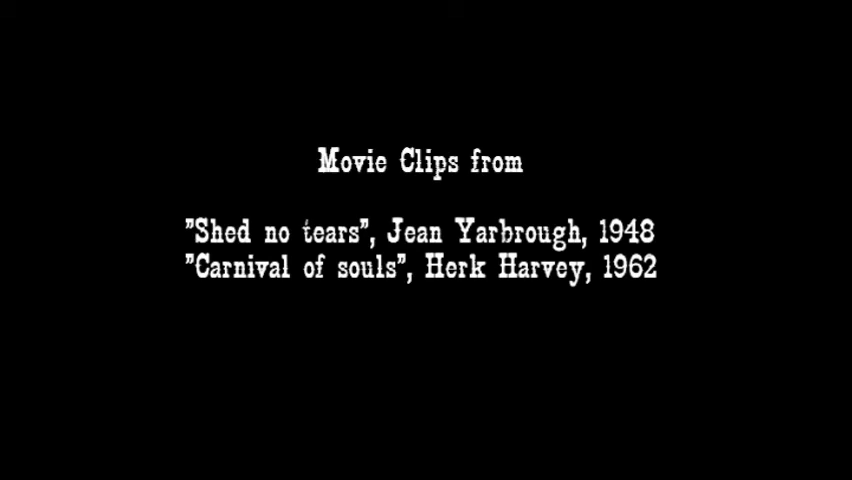 Movie Clips from
"Shed no tears", Jean Yarbrough, 1948
"Carnival of souls", Herk Harvey, 1962